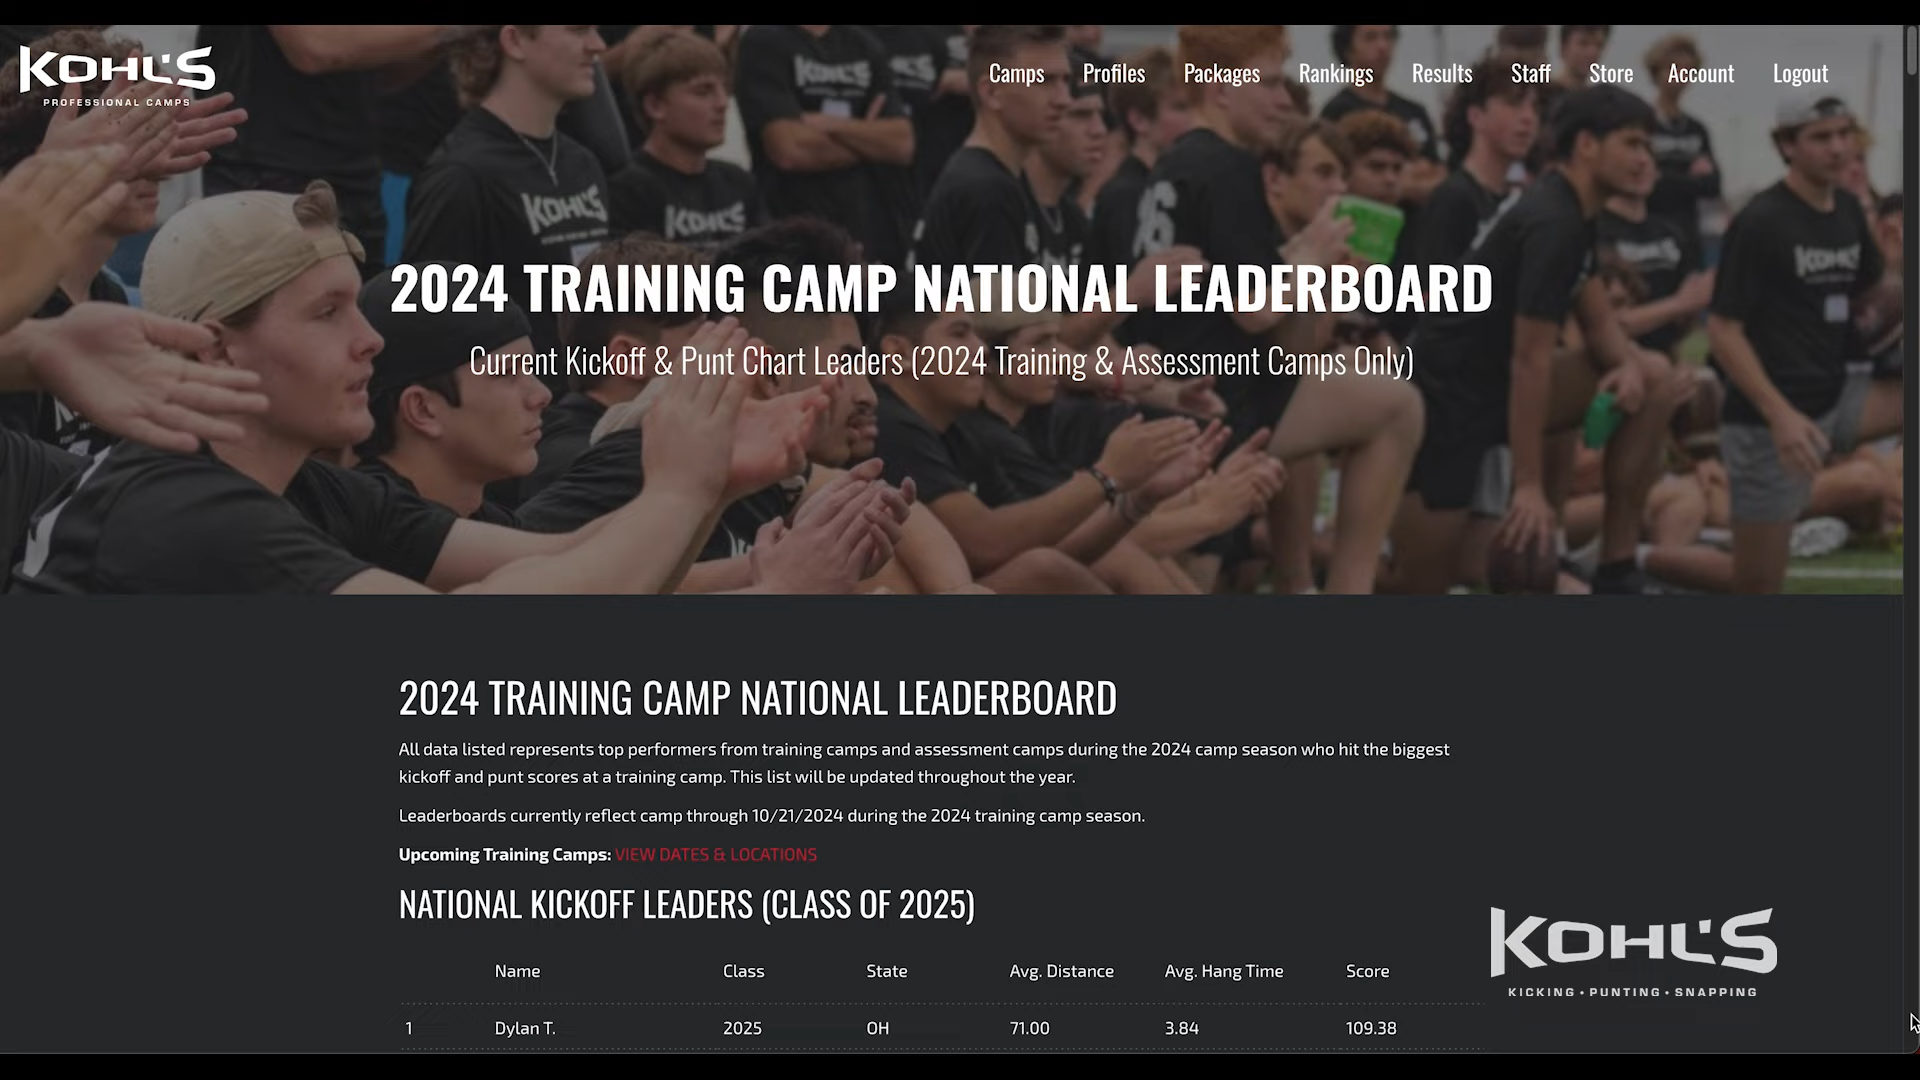 KOHL'S
PROFESSIONAL CAMPS
Camps Profiles Packages Rankings Results Staff Store Account Logout
KOHL'S
KOHL'S
KOHL'S
KOHL'S
2024 TRAINING CAMP NATIONAL LEADERBOARD
Current Kickoff & Punt Chart Leaders (2024 Training & Assessment Camps Only)
2024 TRAINING CAMP NATIONAL LEADERBOARD
All data listed represents top performers from training camps and assessment camps during the 2024 camp season who hit the biggest
kickoff and punt scores at a training camp. This list will be updated throughout the year.
Leaderboards currently reflect camp through 10/21/2024 during the 2024 training camp season.
Upcoming Training Camps: VIEW DATES & LOCATIONS
NATIONAL KICKOFF LEADERS (CLASS OF 2025)
Name Class State Avg. Distance Avg. Hang Time Score
1 Dylan T. 2025 OH 71.00 3.84 109.38
KOHL'S
KICKING • PUNTING • SNAPPING